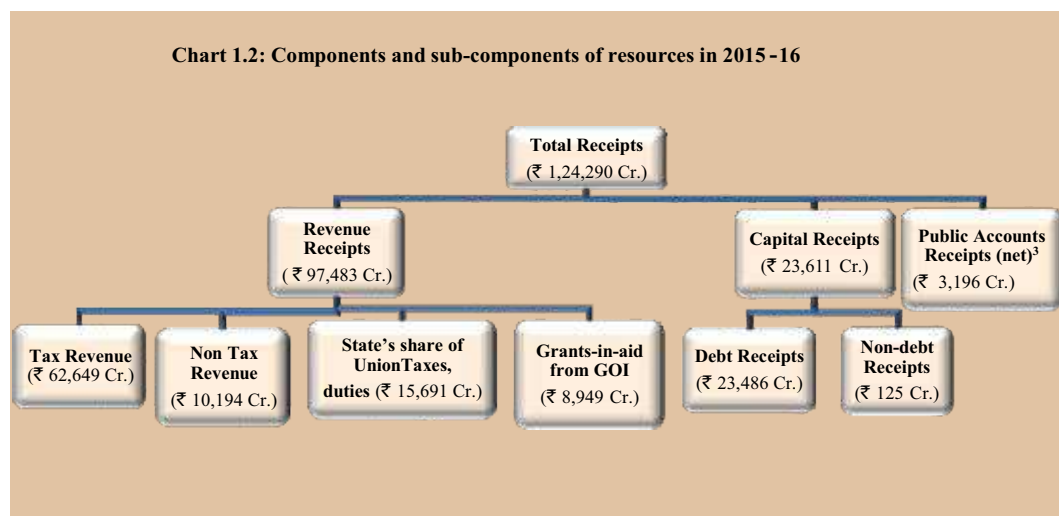 Chart 1.2: Components and sub-components of resources in 2015-16
Total Receipts
(₹ 1,24,290 Cr.)
Revenue
Receipts
( ₹ 97,483 Cr.)
Capital Receipts
(₹ 23,611 Cr.)
Public Accounts
Receipts (net)³
(₹ 3,196 Cr.)
Tax Revenue
(₹ 62,649 Cr.)
Non Tax
Revenue
(₹ 10,194 Cr.)
State’s share of
UnionTaxes,
duties (₹ 15,691 Cr.)
Grants-in-aid
from GOI
(₹ 8,949 Cr.)
Debt Receipts
(₹ 23,486 Cr.)
Non-debt
Receipts
(₹ 125 Cr.)